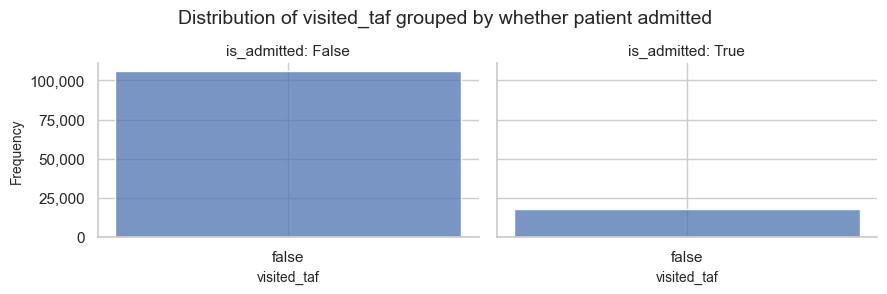 Distribution of visited_taf grouped by whether patient admitted
is_admitted: False
is_admitted: True
Frequency
100,000
75,000
50,000
25,000
0
false
false
visited_taf
visited_taf